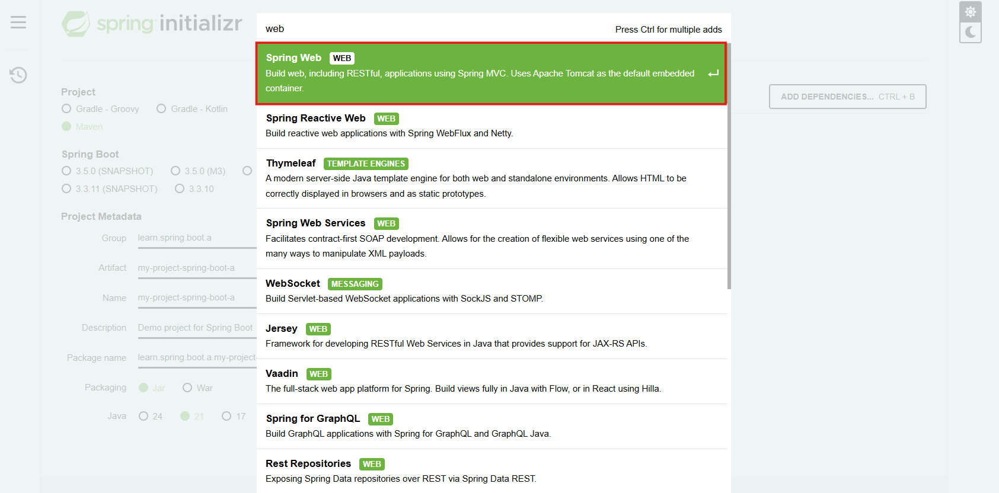 spring initializr
web
Press Ctrl for multiple adds
Spring Web WEB
Build web, including RESTful, applications using Spring MVC. Uses Apache Tomcat as the default embedded
container.
Spring Reactive Web WEB
Build reactive web applications with Spring WebFlux and Netty.
Thymeleaf TEMPLATE ENGINES
A modern server-side Java template engine for both web and standalone environments. Allows HTML to be
correctly displayed in browsers and as static prototypes.
Spring Web Services WEB
Facilitates contract-first SOAP development. Allows for the creation of flexible web services using one of the
many ways to manipulate XML payloads.
WebSocket MESSAGING
Build Servlet-based WebSocket applications with SockJS and STOMP.
Jersey WEB
Framework for developing RESTful Web Services in Java that provides support for JAX-RS APIs.
Vaadin WEB
The full-stack web app platform for Spring. Build views fully in Java with Flow, or in React using Hilla.
Spring for GraphQL WEB
Build GraphQL applications with Spring for GraphQL and GraphQL Java.
Rest Repositories WEB
Exposing Spring Data repositories over REST via Spring Data REST.
Project
Gradle - Groovy Gradle - Kotlin
Maven
Spring Boot
3.5.0 (SNAPSHOT) 3.5.0 (M3)
3.3.11 (SNAPSHOT) 3.3.10
Project Metadata
Group learn.spring.boot.a
Artifact my-project-spring-boot-a
Name my-project-spring-boot-a
Description Demo project for Spring Boot
Package name learn.spring.boot.a.my-project-
Packaging Jar War
Java 24 21 17
ADD DEPENDENCIES... CTRL + B